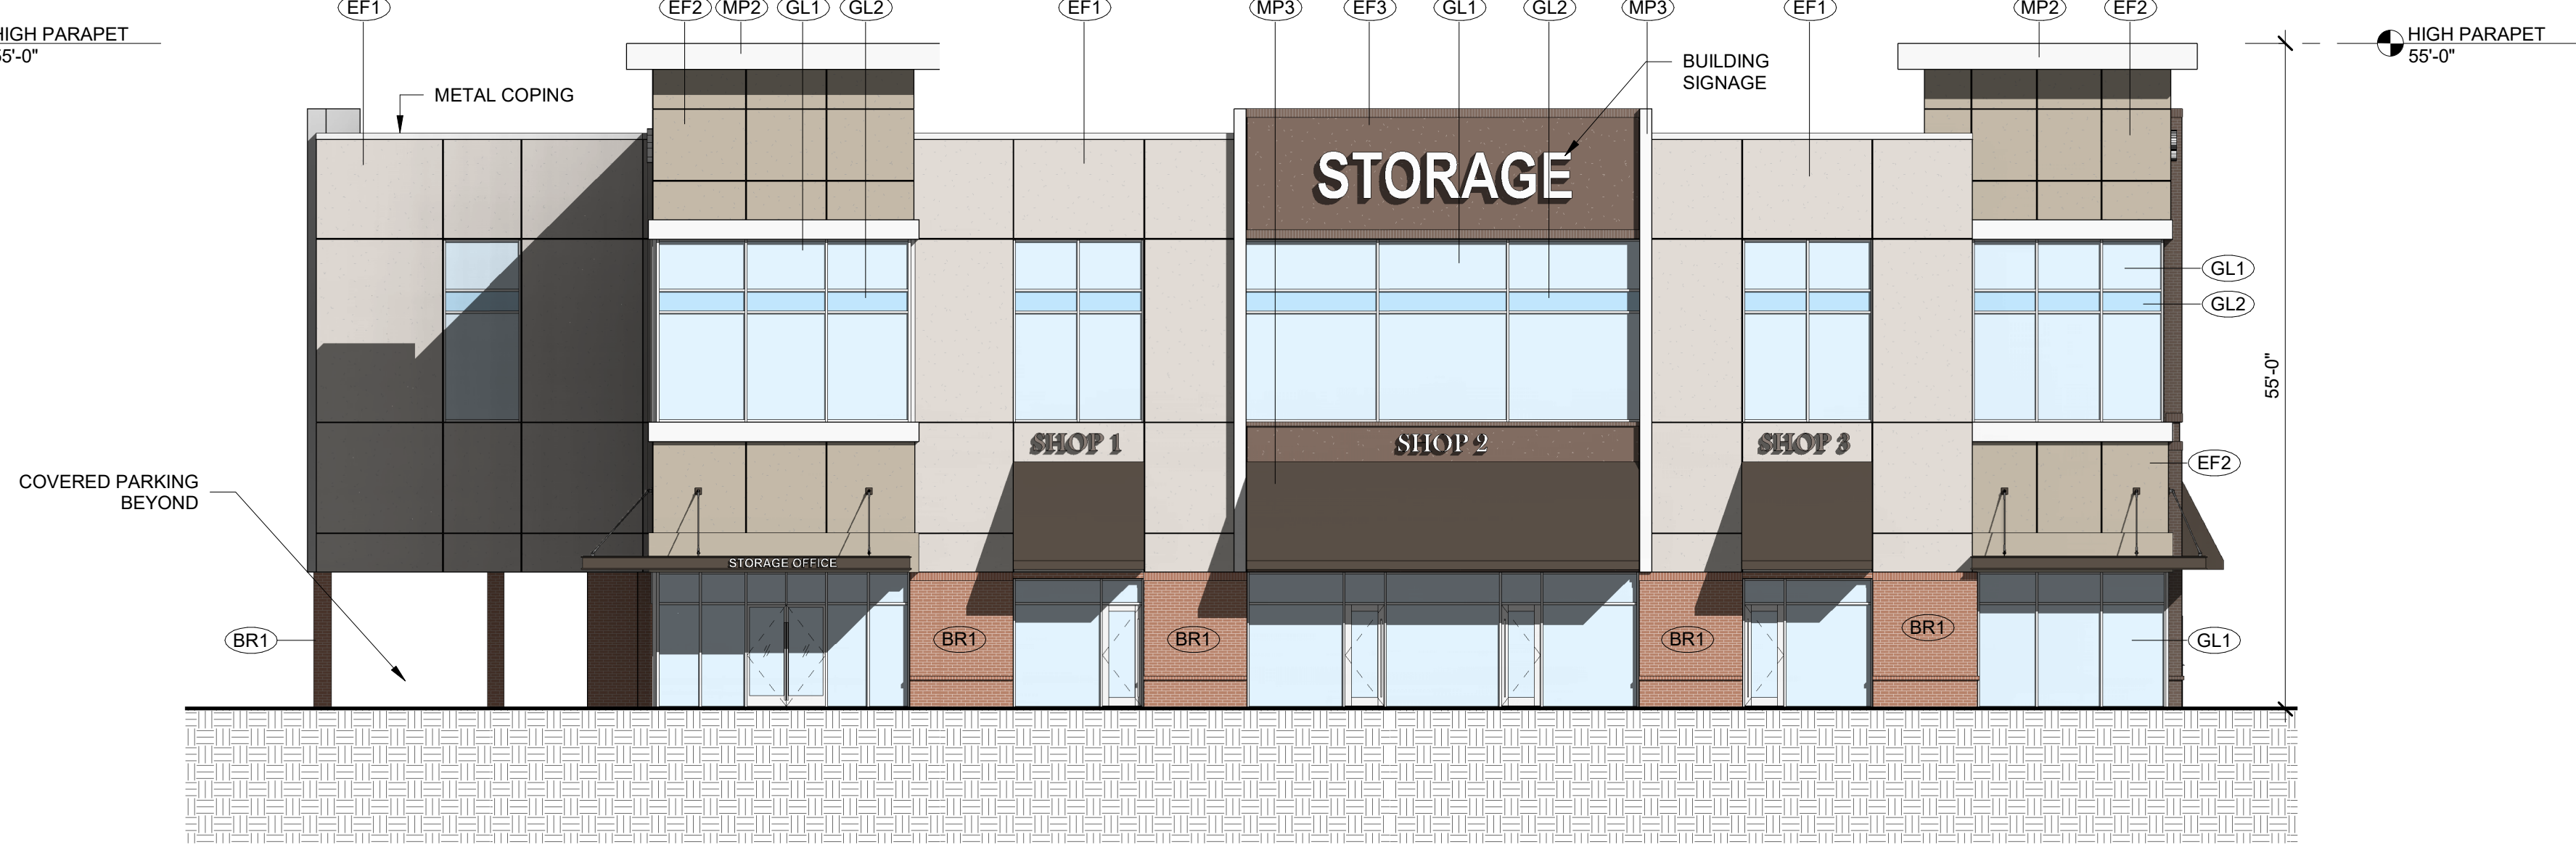 EF1
EF2
MP2
GL1
GL2
EF1
MP3
EF3
GL1
GL2
MP3
EF1
MP2
EF2
HIGH PARAPET
55'-0"
HIGH PARAPET
55'-0"
BUILDING
SIGNAGE
METAL COPING
STORAGE
GL1
GL2
55'-0"
SHOP 1
SHOP 2
SHOP 3
EF2
COVERED PARKING
BEYOND
STORAGE OFFICE
BR1
BR1
BR1
BR1
BR1
GL1